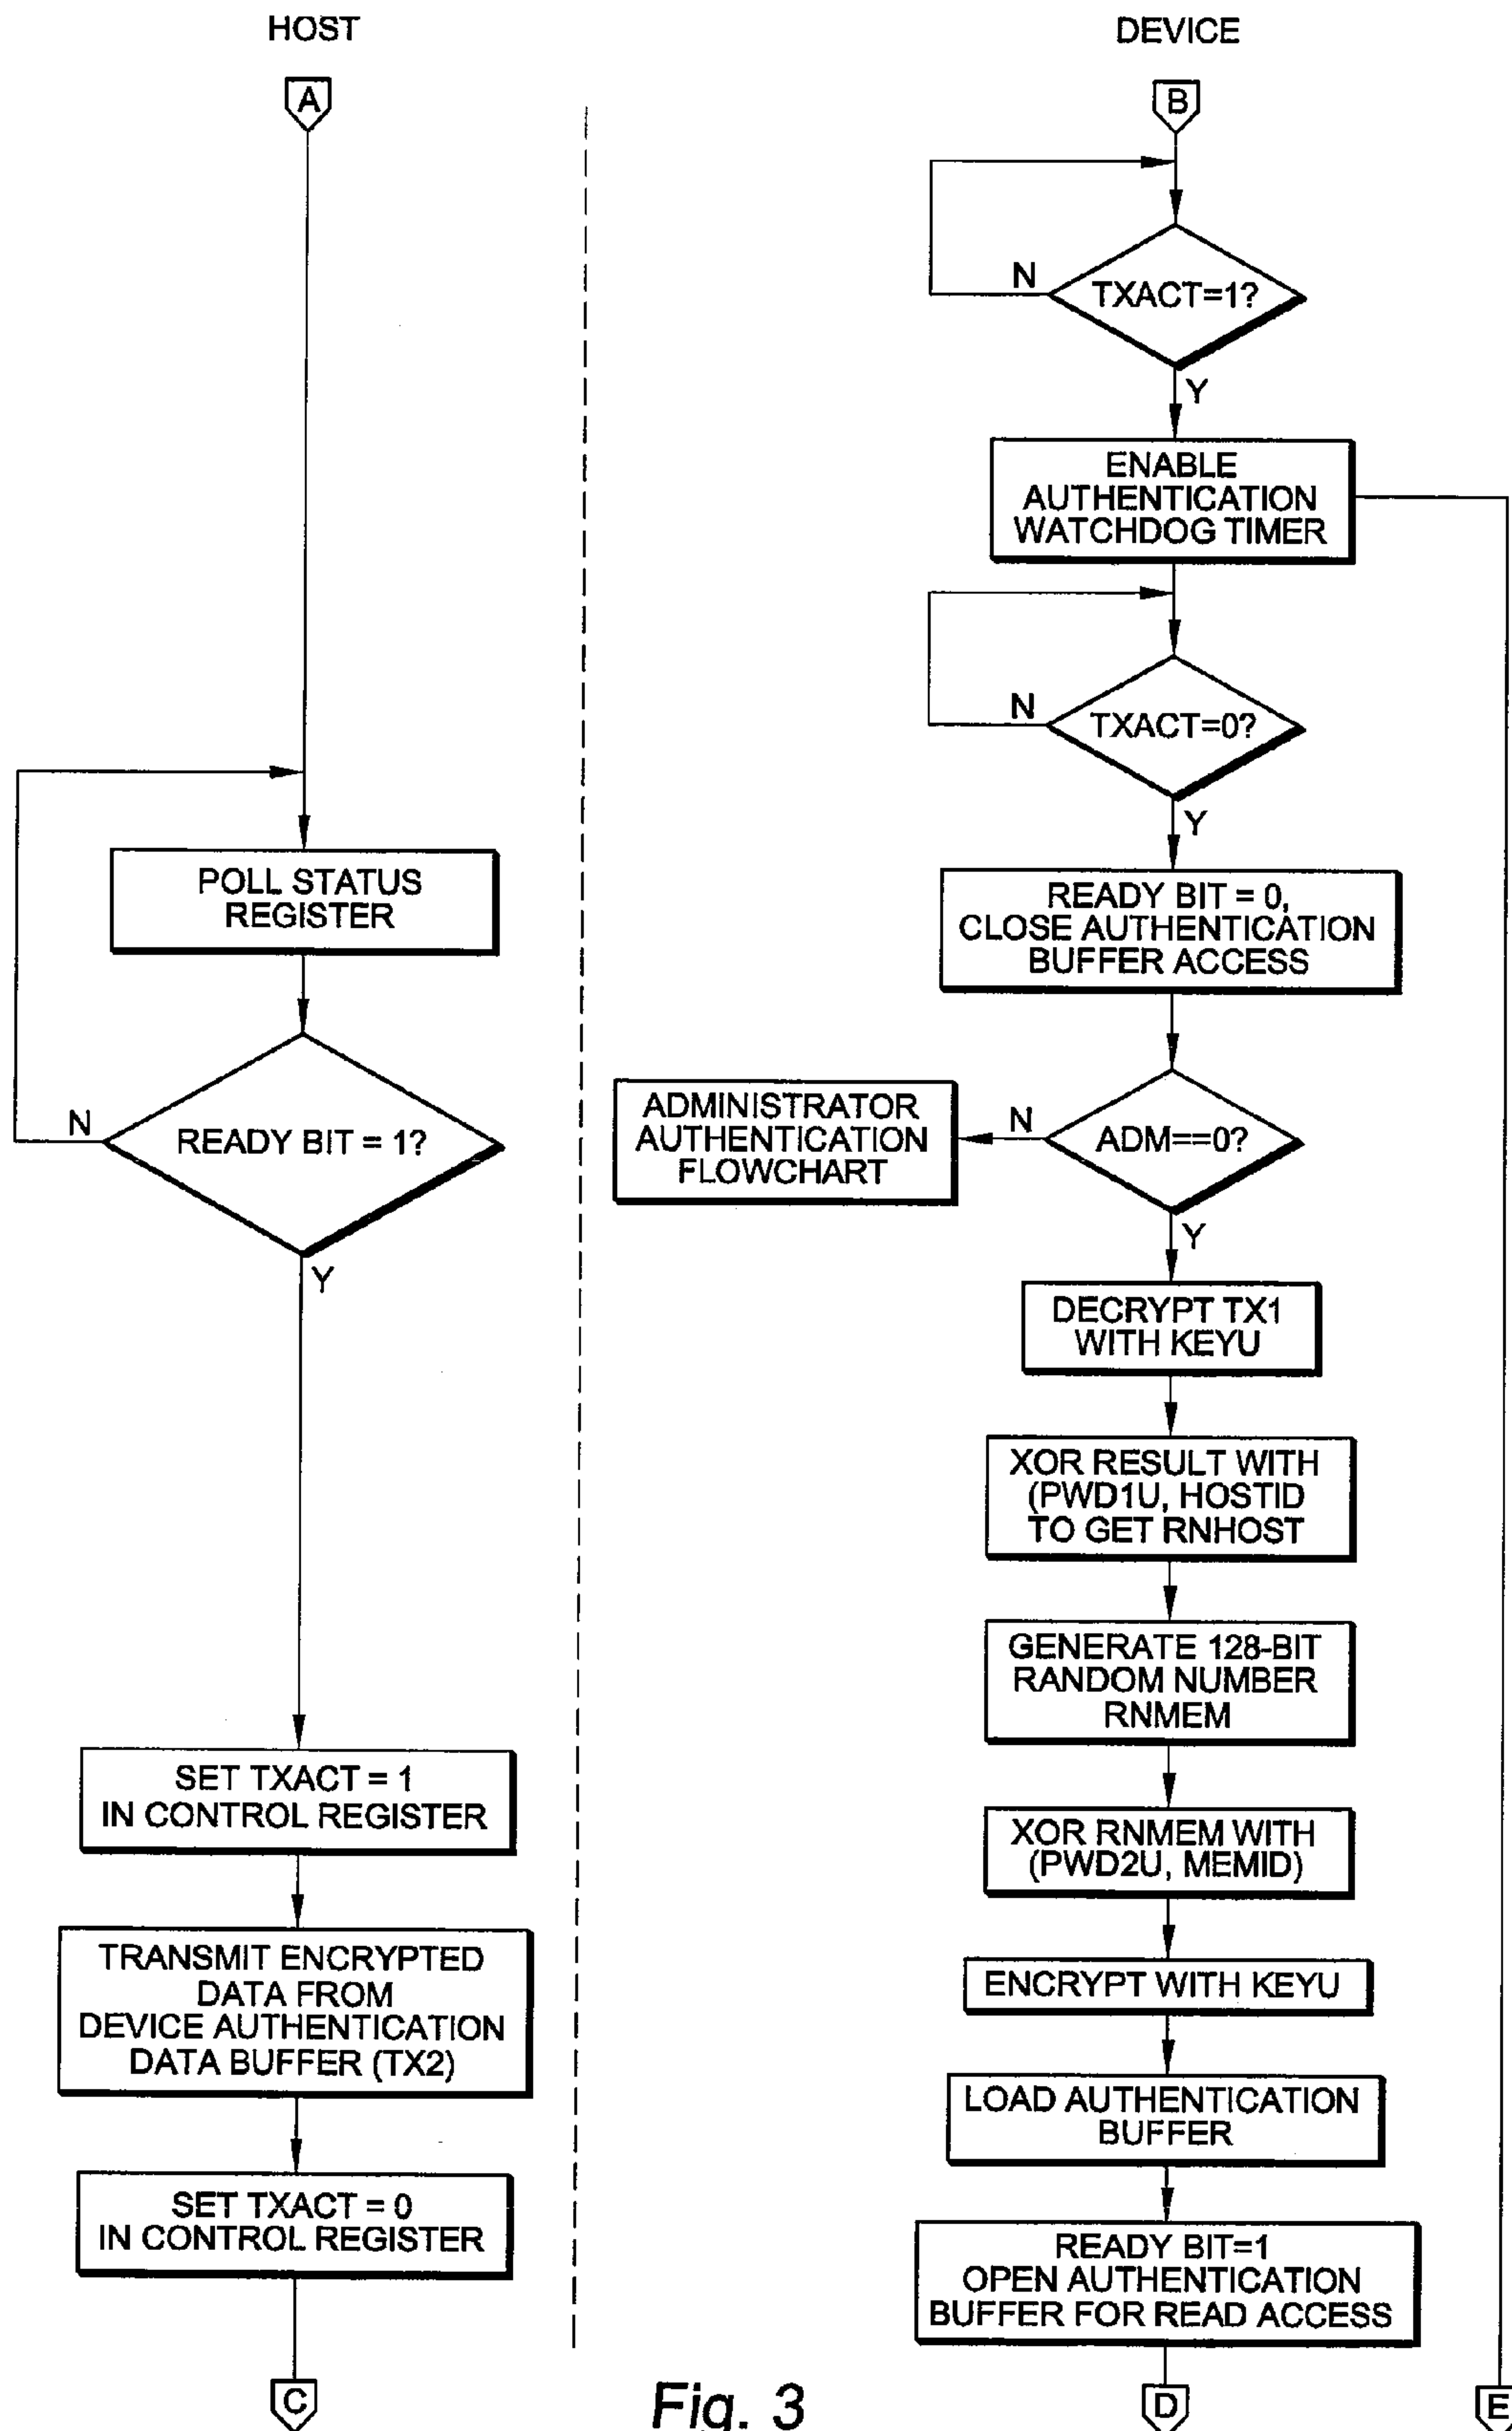 HOST
A
POLL STATUS
REGISTER
N
READY BIT = 1?
Y
SET TXACT = 1
IN CONTROL REGISTER
TRANSMIT ENCRYPTED
DATA FROM
DEVICE AUTHENTICATION
DATA BUFFER (TX2)
SET TXACT = 0
IN CONTROL REGISTER
C
DEVICE
B
N
TXACT=1?
Y
ENABLE
AUTHENTICATION
WATCHDOG TIMER
N
TXACT=0?
Y
READY BIT = 0,
CLOSE AUTHENTICATION
BUFFER ACCESS
ADMINISTRATOR
AUTHENTICATION
FLOWCHART
N
ADM==0?
Y
DECRYPT TX1
WITH KEYU
XOR RESULT WITH
(PWD1U, HOSTID
TO GET RNHOST
GENERATE 128-BIT
RANDOM NUMBER
RNMEM
XOR RNMEM WITH
(PWD2U, MEMID)
ENCRYPT WITH KEYU
LOAD AUTHENTICATION
BUFFER
READY BIT=1
OPEN AUTHENTICATION
BUFFER FOR READ ACCESS
D
E
Fig. 3